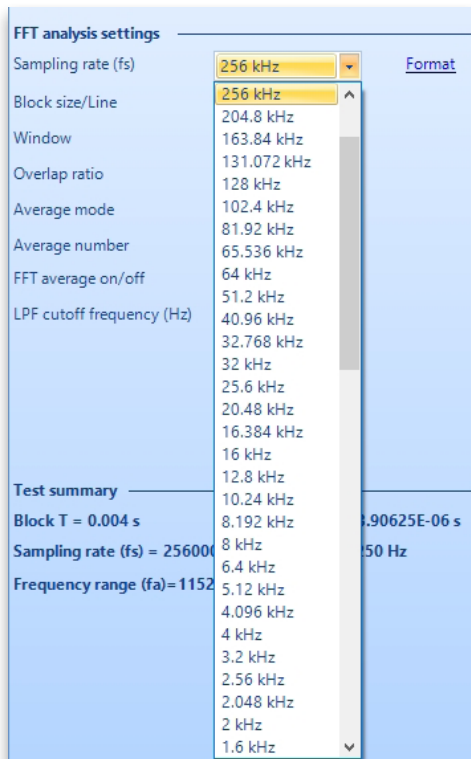 FFT analysis settings
Sampling rate (fs) 256 kHz Format
Block size/Line
Window
Overlap ratio
Average mode
Average number
FFT average on/off
LPF cutoff frequency (Hz)
256 kHz
204.8 kHz
163.84 kHz
131.072 kHz
128 kHz
102.4 kHz
81.92 kHz
65.536 kHz
64 kHz
51.2 kHz
40.96 kHz
32.768 kHz
32 kHz
25.6 kHz
20.48 kHz
16.384 kHz
16 kHz
12.8 kHz
10.24 kHz
8.192 kHz
8 kHz
6.4 kHz
5.12 kHz
4.096 kHz
4 kHz
3.2 kHz
2.56 kHz
2.048 kHz
2 kHz
1.6 kHz
Test summary
Block T = 0.004 s .90625E-06 s
Sampling rate (fs) = 25600 250 Hz
Frequency range (fa)=1152